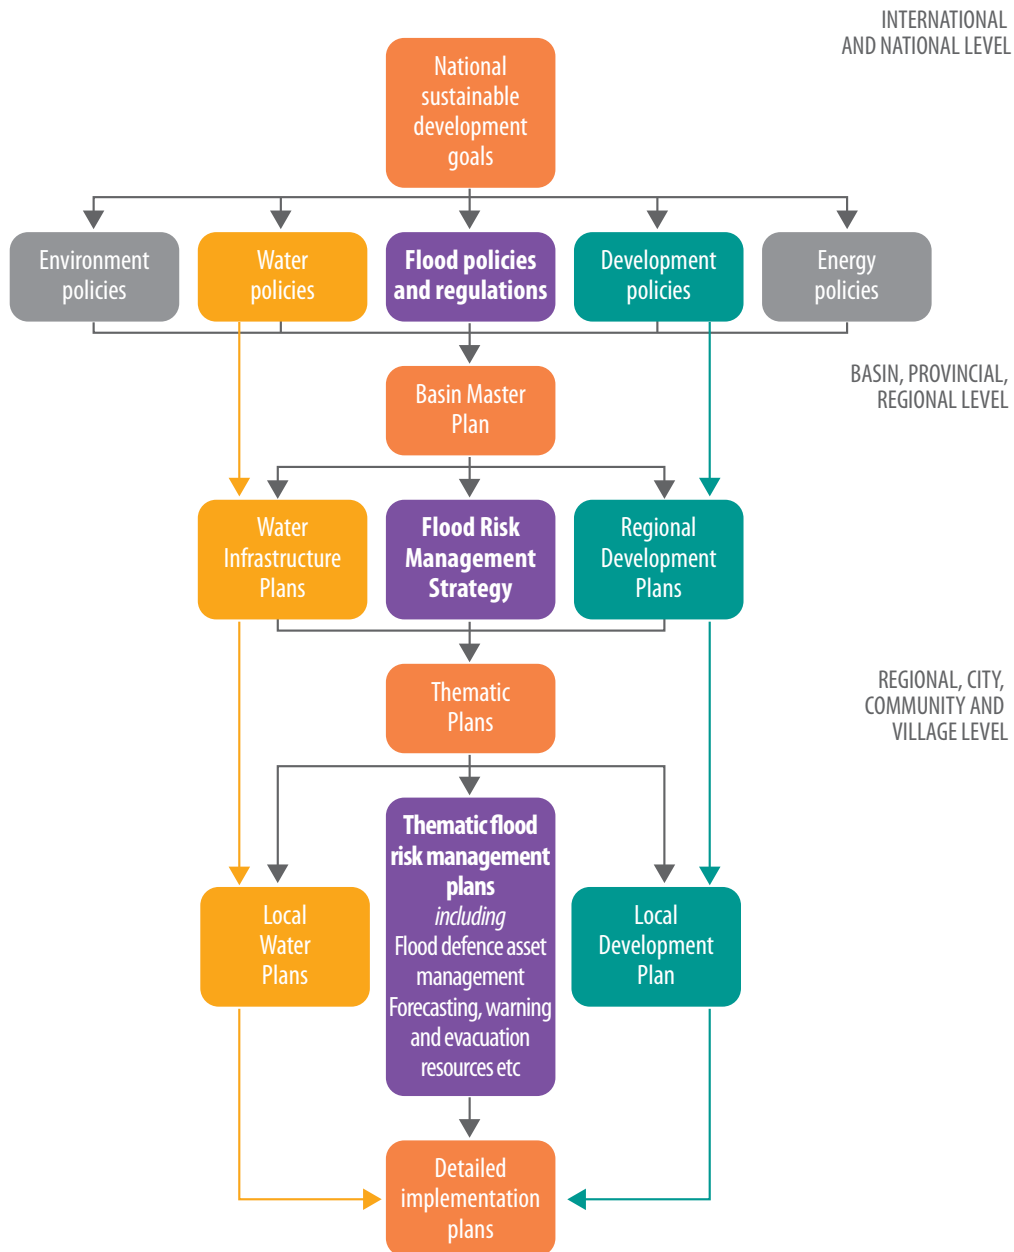 INTERNATIONAL
AND NATIONAL LEVEL
National
sustainable
development
goals
Environment
policies
Water
policies
Flood policies
and regulations
Development
policies
Energy
policies
BASIN, PROVINCIAL,
REGIONAL LEVEL
Basin Master
Plan
Water
Infrastructure
Plans
Flood Risk
Management
Strategy
Regional
Development
Plans
REGIONAL, CITY,
COMMUNITY AND
VILLAGE LEVEL
Thematic
Plans
Thematic flood
risk management
plans
including
Flood defence asset
management
Forecasting, warning
and evacuation
resources etc
Local
Water
Plans
Local
Development
Plan
Detailed
implementation
plans